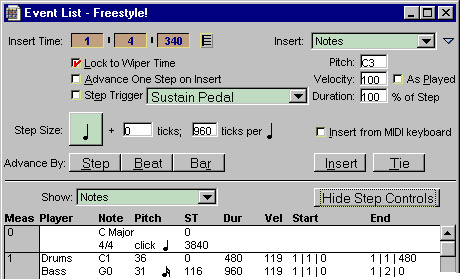 Event List - Freestyle!
Insert Time: 1 4 340 Insert: Notes
Lock to Wiper Time Pitch: C3
Advance One Step on Insert Velocity: 100 As Played
Step Trigger Sustain Pedal Duration: 100 % of Step
Step Size: + 0 ticks; 960 ticks per Insert from MIDI keyboard
Advance By: Step Beat Bar Insert Tie
Show: Notes Hide Step Controls
Meas Player Note Pitch ST Dur Vel Start End
0 C Major 0
4/4 click 3840
1 Drums C1 36 0 480 119 1|1|0 1|1|480
Bass G0 31 116 960 119 1|1|0 1|2|0